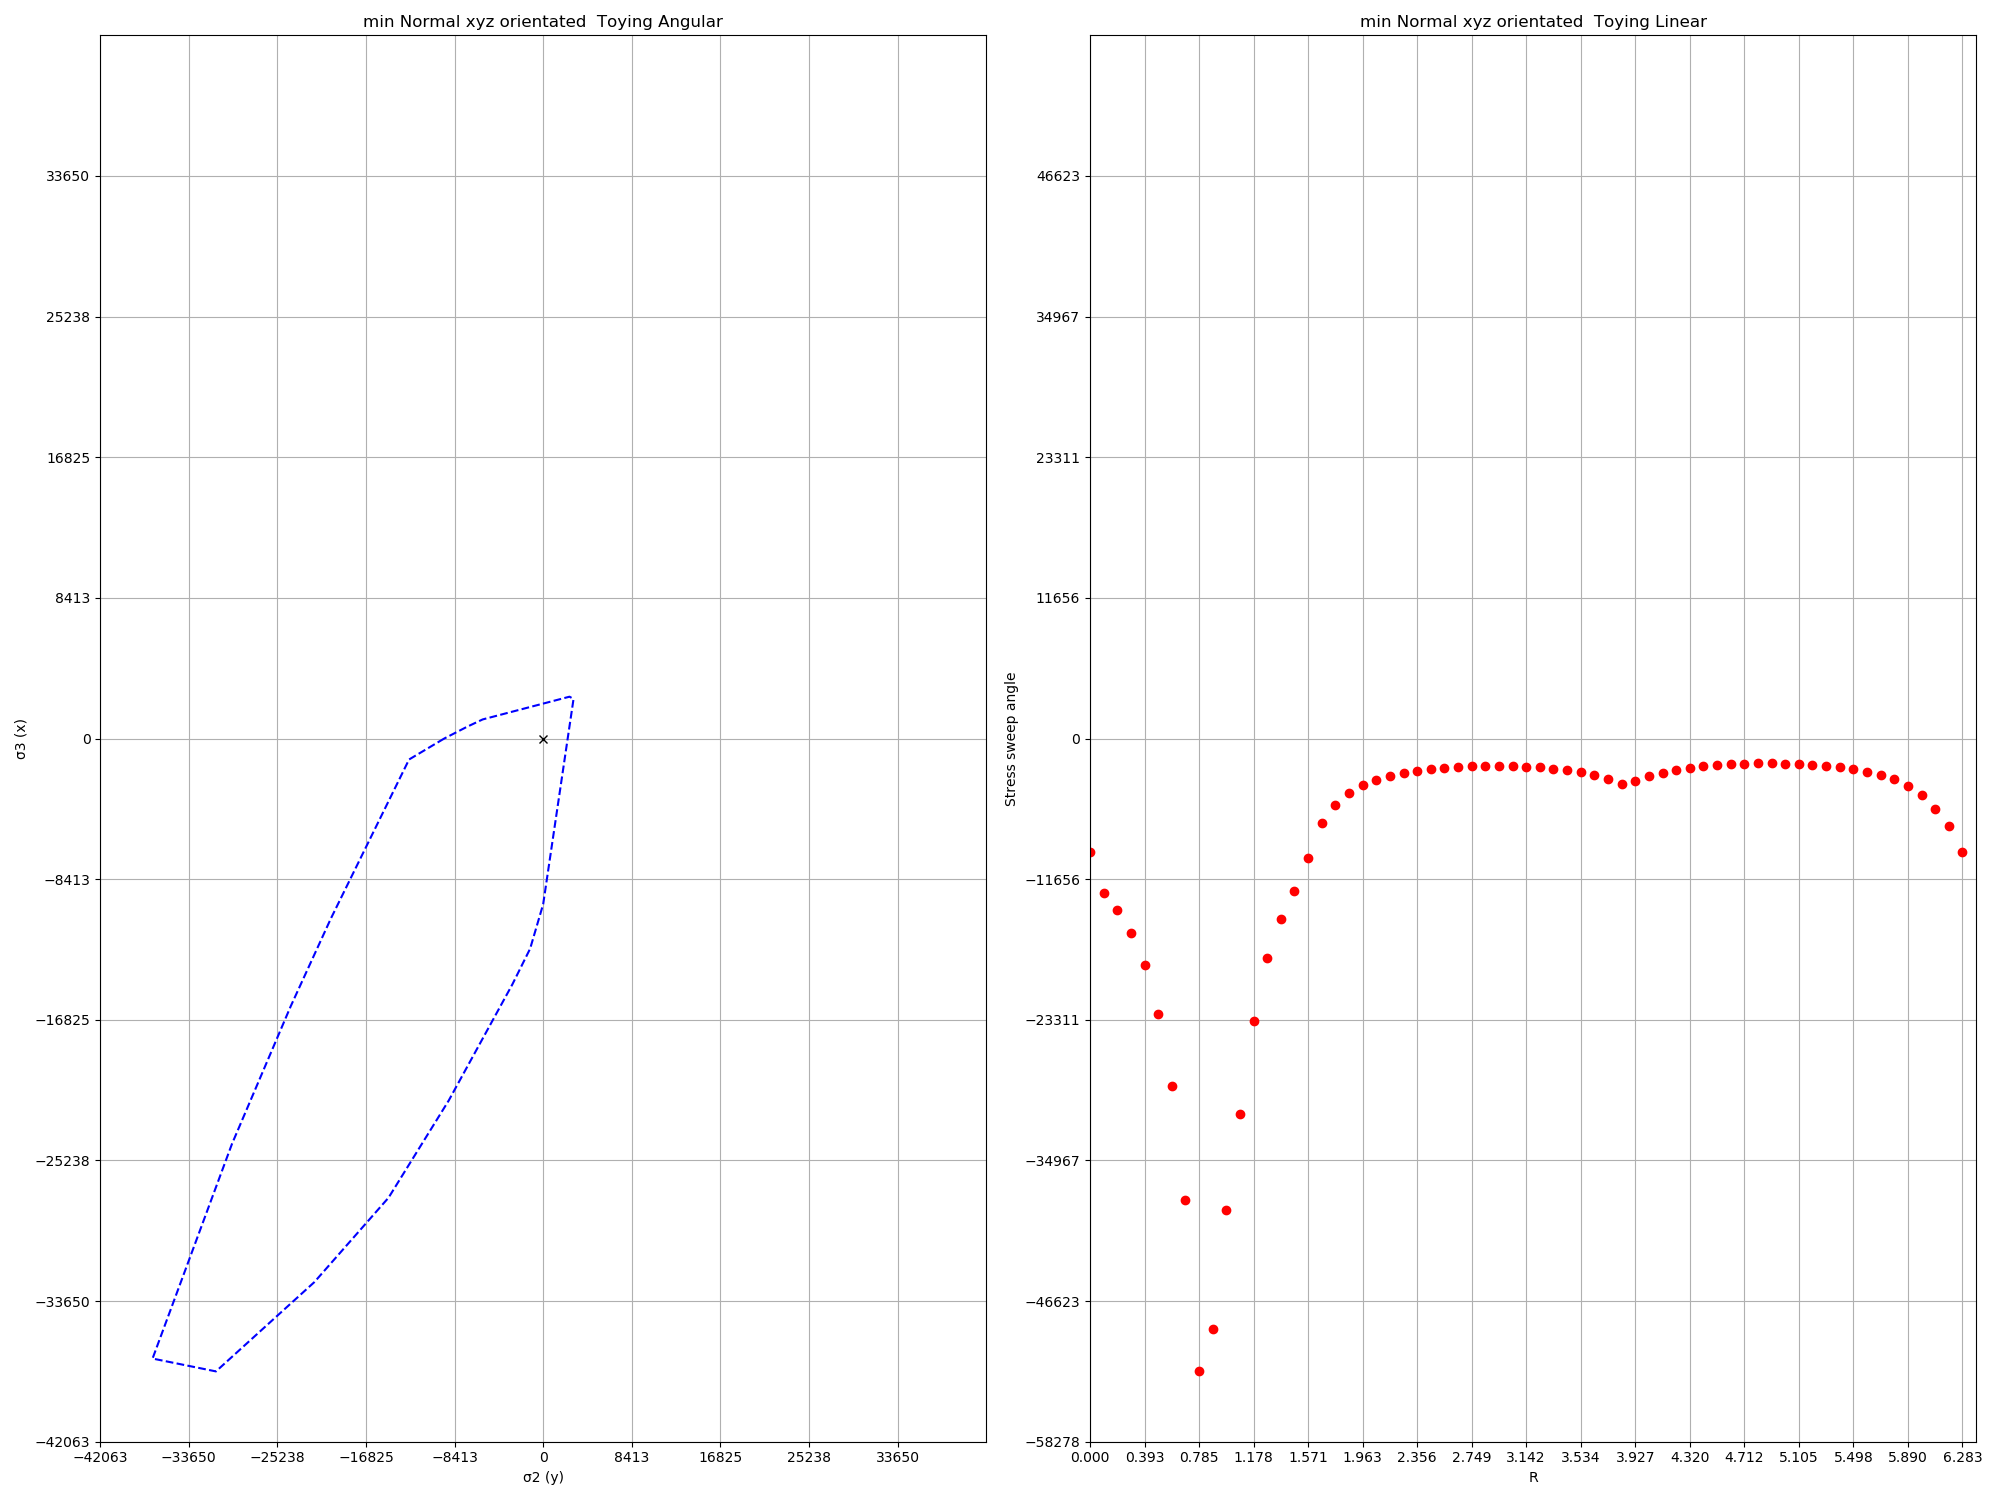 min Normal xyz orientated  Toying Angular
33650
25238
16825
8413
0
−8413
−16825
−25238
−33650
−42063
σ3 (x)
−42063 −33650 −25238 −16825 −8413 0 8413 16825 25238 33650
σ2 (y)
min Normal xyz orientated  Toying Linear
46623
34967
23311
11656
0
−11656
−23311
−34967
−46623
−58278
Stress sweep angle
0.000 0.393 0.785 1.178 1.571 1.963 2.356 2.749 3.142 3.534 3.927 4.320 4.712 5.105 5.498 5.890 6.283
R